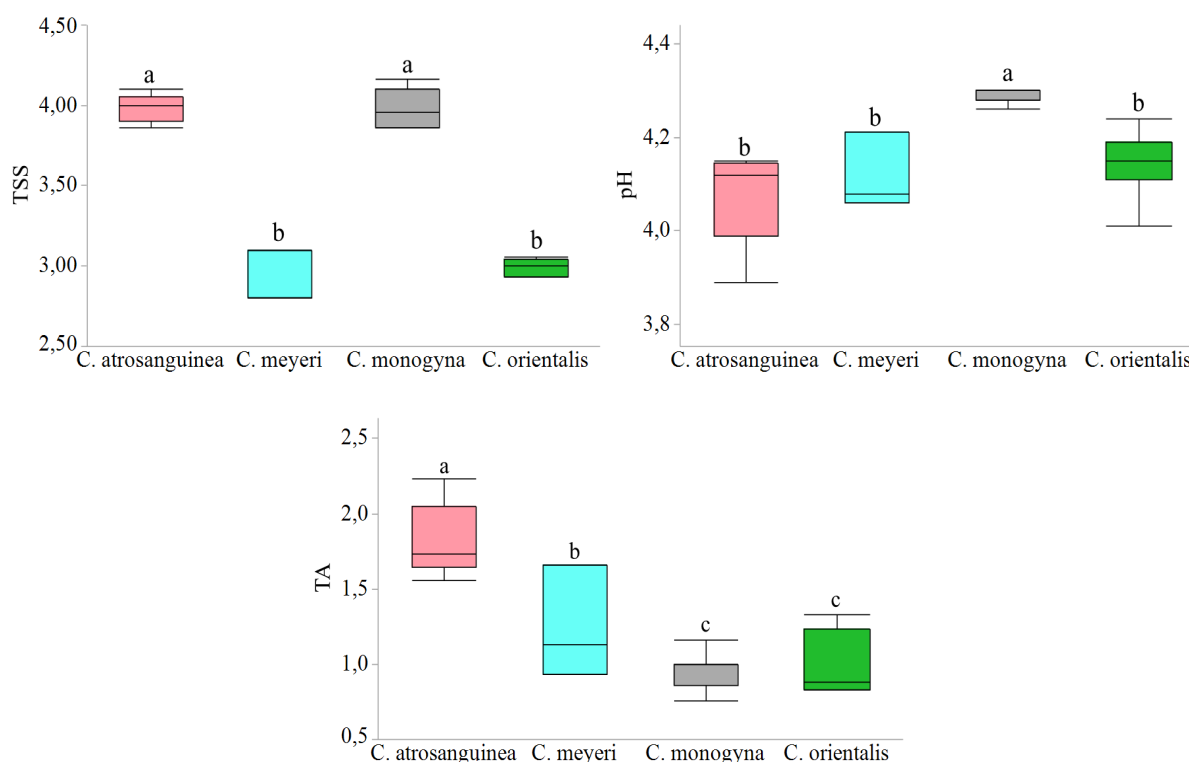 4,50
4,00
3,50
3,00
2,50
TSS
a
b
a
b
C. atrosanguinea C. meyeri C. monogyna C. orientalis
4,4
4,2
4,0
3,8
pH
b
b
a
b
C. atrosanguinea C. meyeri C. monogyna C. orientalis
2,5
2,0
1,5
1,0
0,5
TA
a
b
c
c
C. atrosanguinea C. meyeri C. monogyna C. orientalis